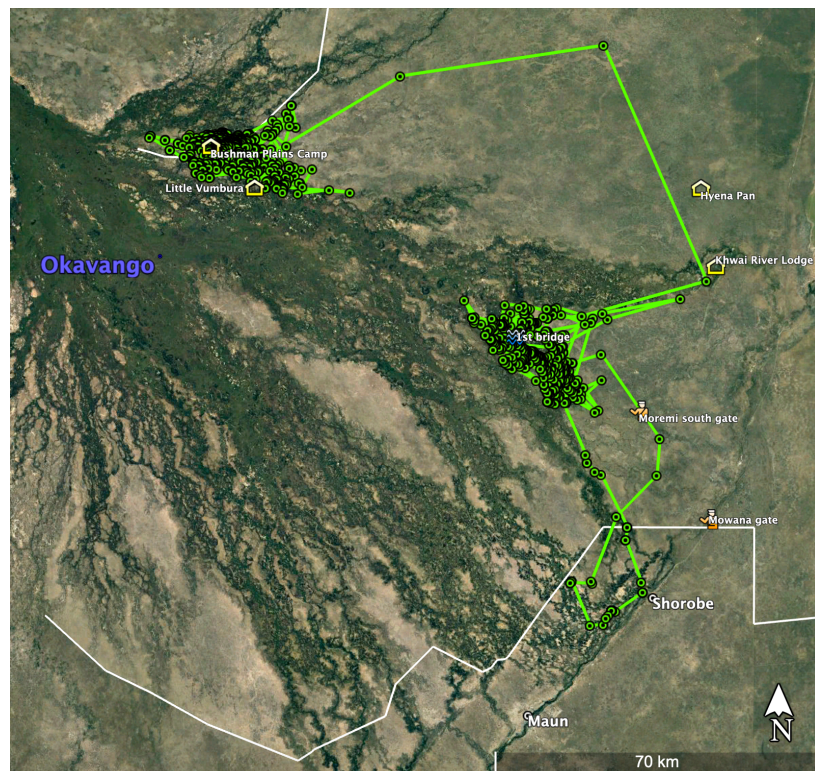 Bushman Plains Camp
Little Vumbura
Hyena Pan
Okavango
Khwai River Lodge
1st bridge
Moremi south gate
Mowana gate
Shorobe
Maun
N
70 km